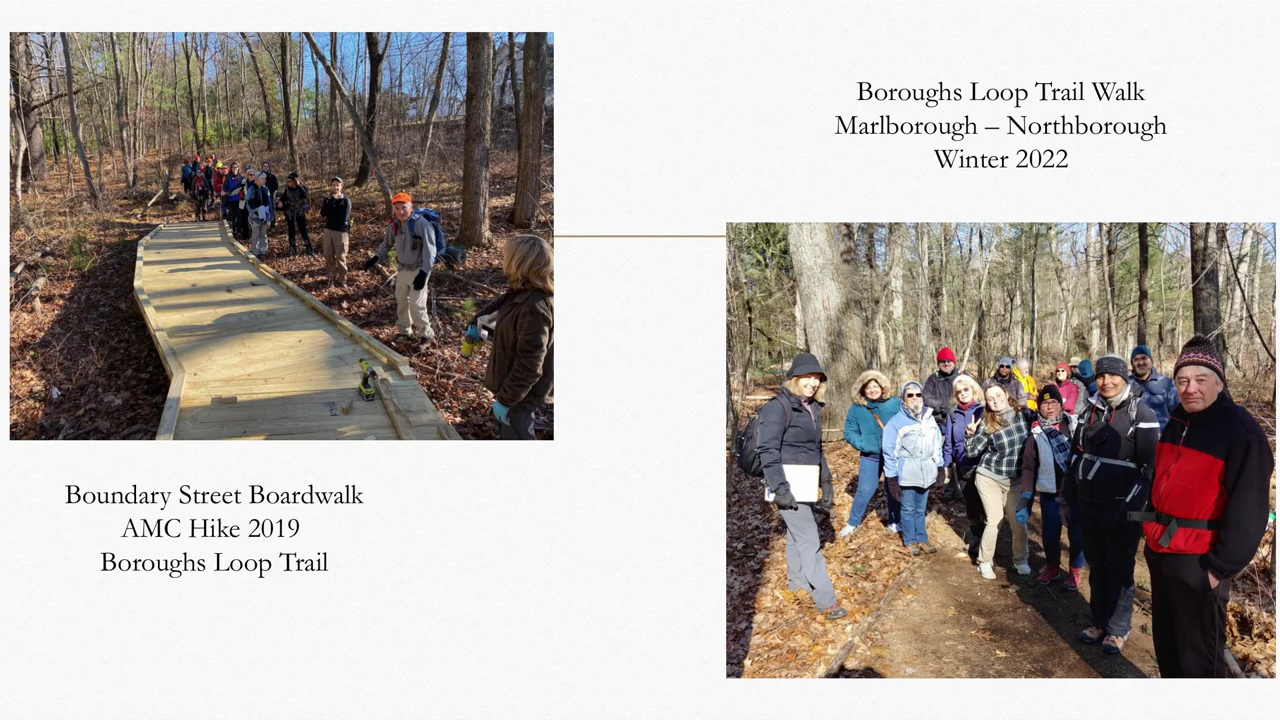 Boroughs Loop Trail Walk
Marlborough – Northborough
Winter 2022
Boundary Street Boardwalk
AMC Hike 2019
Boroughs Loop Trail